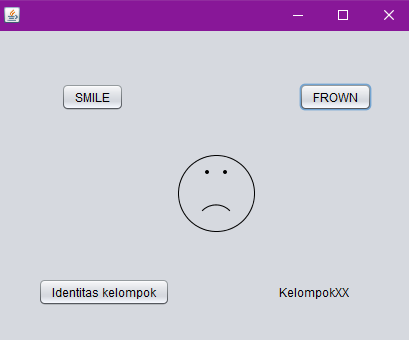 SMILE
FROWN
Identitas kelompok
KelompokXX